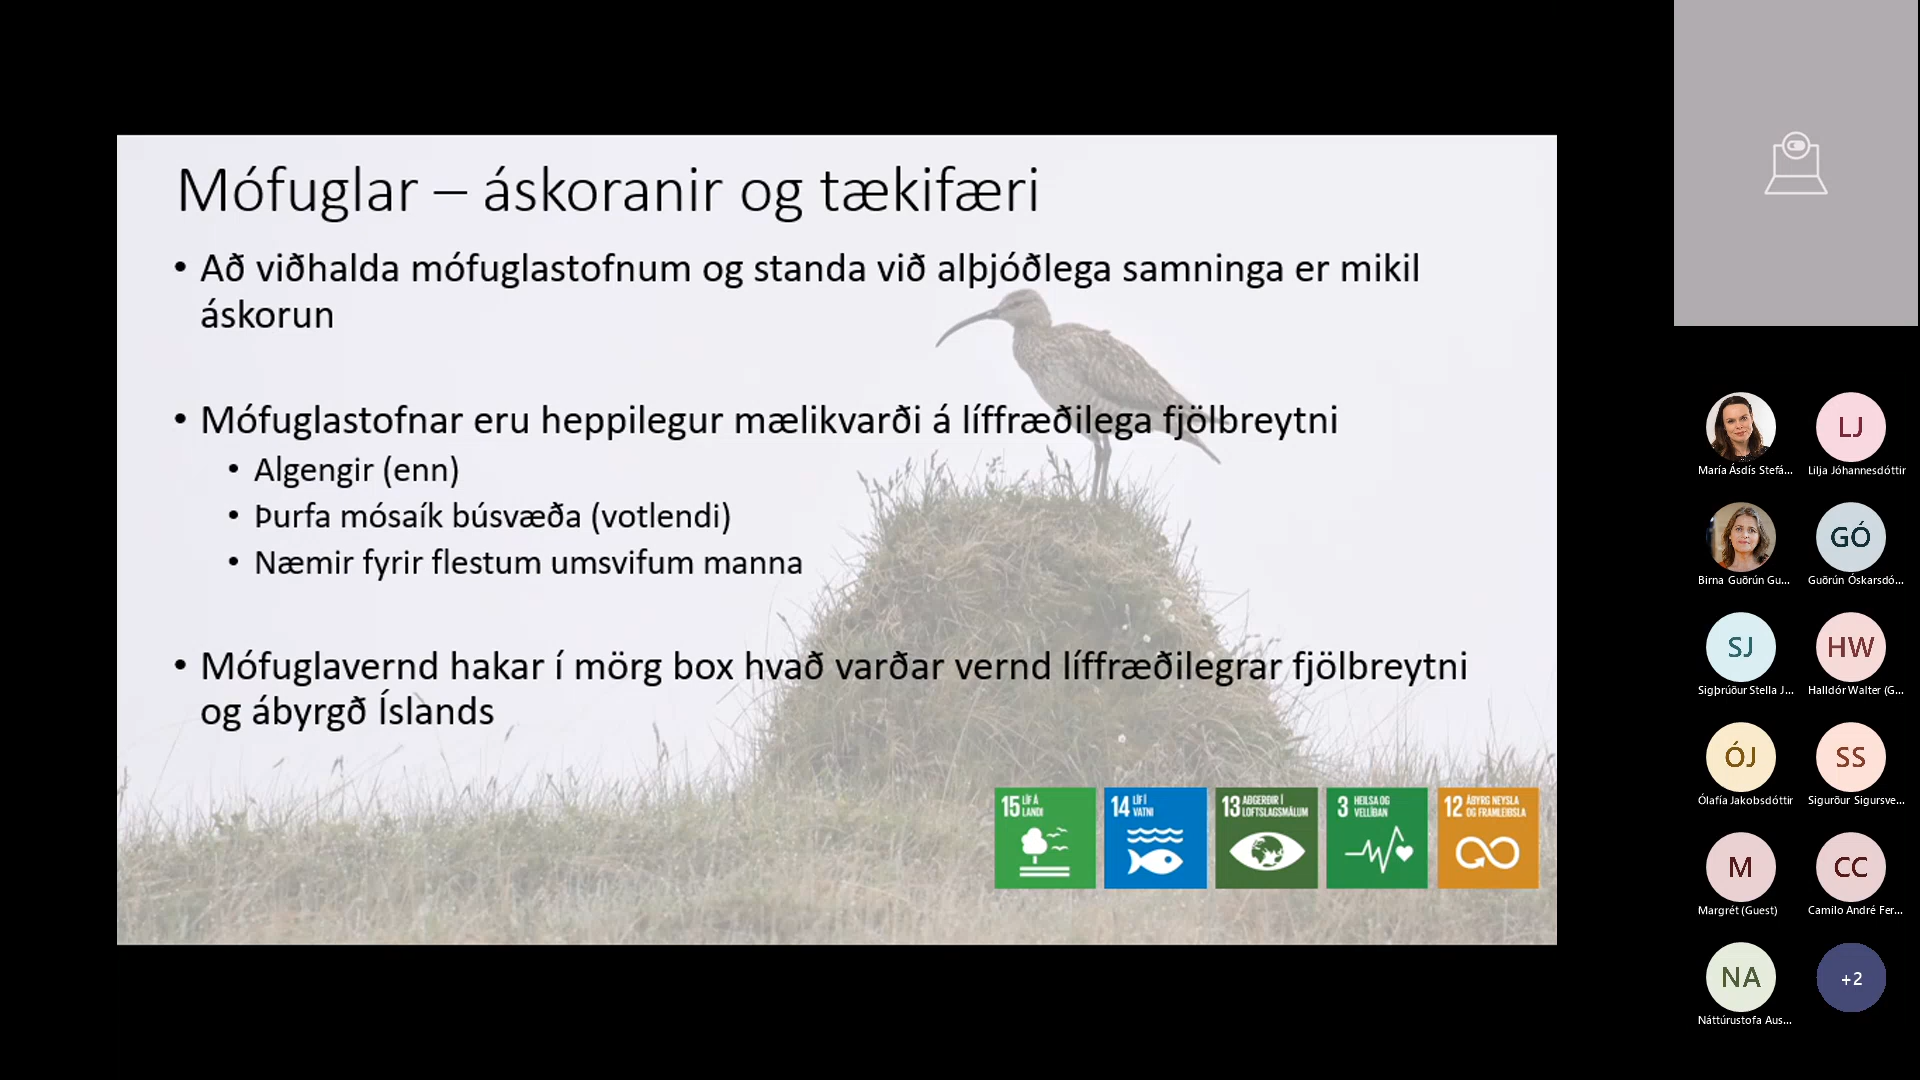 Mófuglar – áskoranir og tækifæri
• Að viðhalda mófuglastofnum og standa við alþjóðlega samninga er mikil
áskorun
• Mófuglastofnar eru heppilegur mælikvarði á líffræðilega fjölbreytni
• Algengir (enn)
• Þurfa mósaík búsvæða (votlendi)
• Næmir fyrir flestum umsvifum manna
• Mófuglavernd hakar í mörg box hvað varðar vernd líffræðilegrar fjölbreytni
og ábyrgð Íslands
15 LÍF Á
LANDI
14 LÍF Í
VATNI
13 AÐGERÐIR Í
LOFTSLAGSMÁLUM
3 HEILSA OG
VELLÍÐAN
12 ÁBYRG NEYSLA
OG FRAMLEIÐSLA
María Ásdís Stefá...
LJ
Lilja Jóhannesdóttir
Birna Guðrún Gu...
GÓ
Guðrún Óskarsdó...
SJ
Sigþrúður Stella J...
HW
Halldór Walter (G...
ÓJ
Ólafía Jakobsdóttir
SS
Sigurður Sigursve...
M
Margrét (Guest)
CC
Camilo André Fer...
NA
Náttúrustofa Aus...
+2